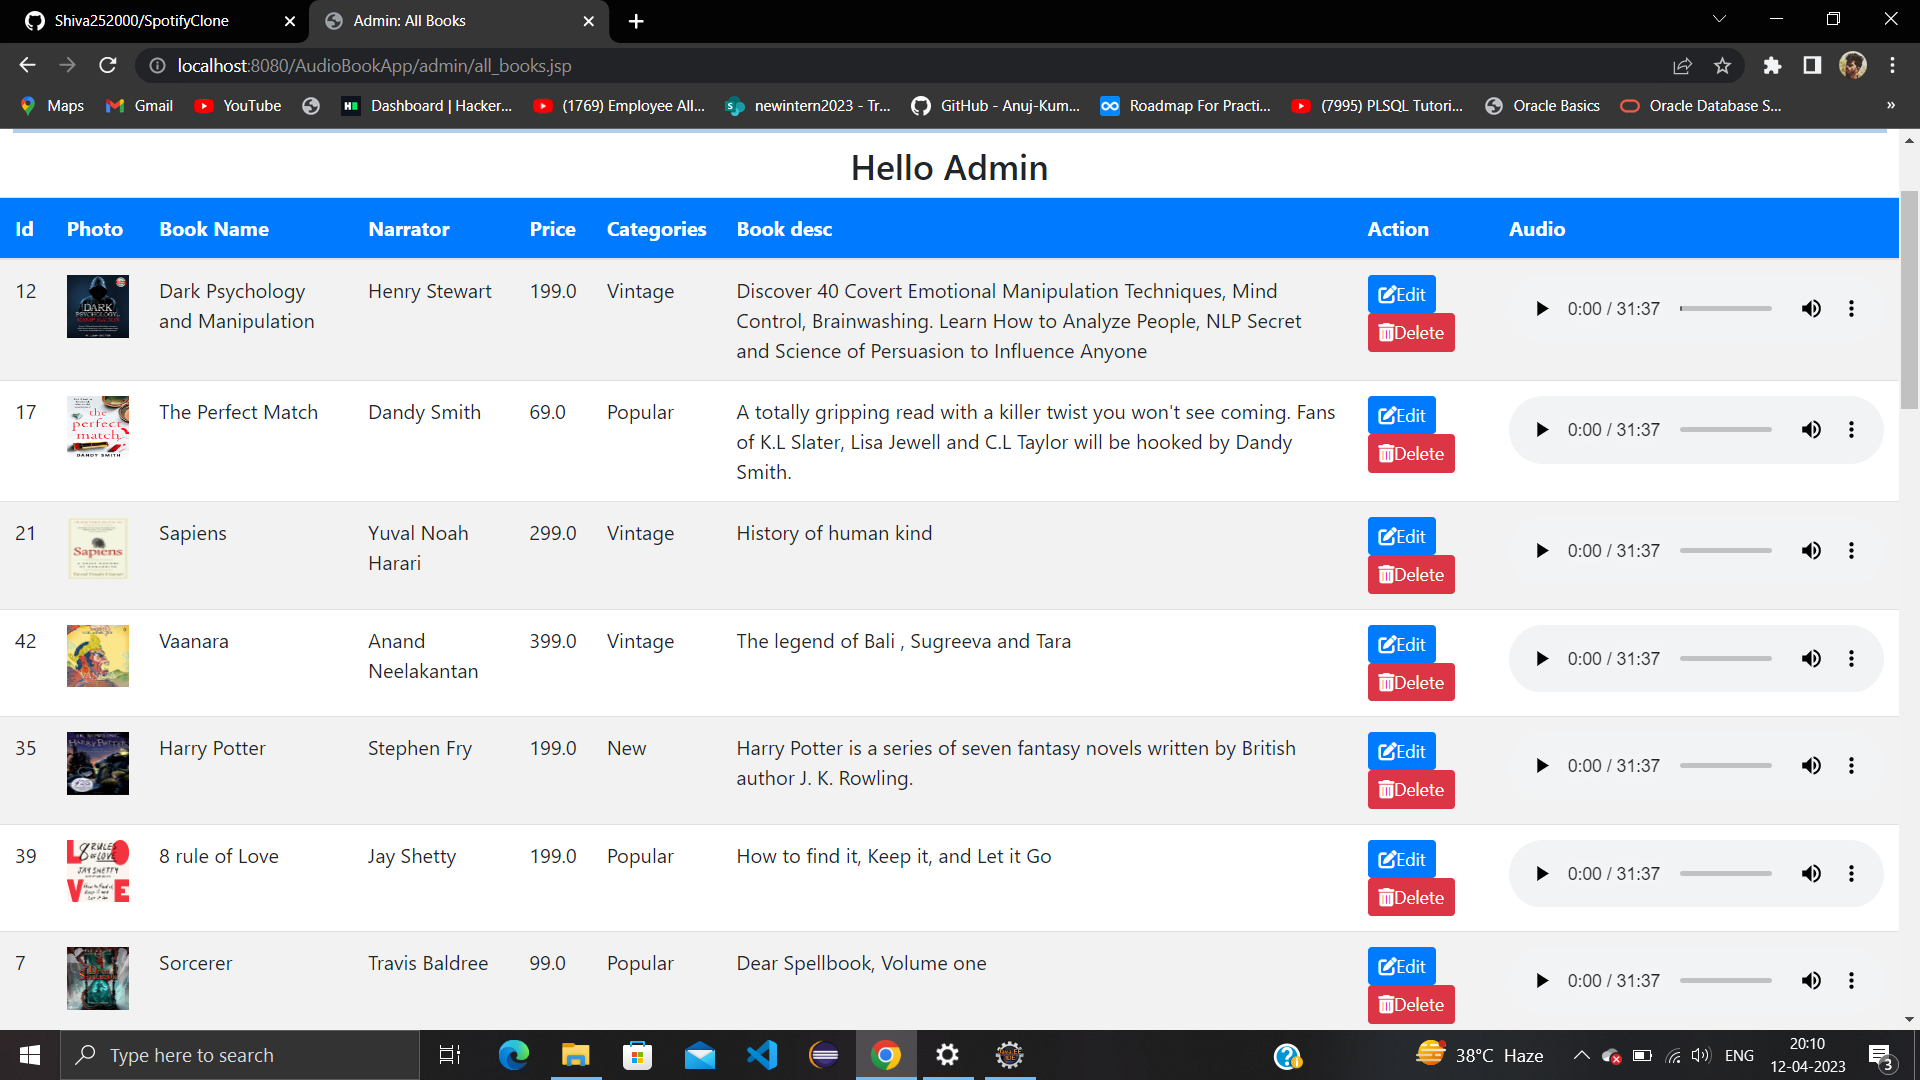 Shiva252000/SpotifyClone
Admin: All Books
localhost:8080/AudioBookApp/admin/all_books.jsp
Maps
Gmail
YouTube
Dashboard | Hacker...
(1769) Employee All...
newintern2023 - Tr...
GitHub - Anuj-Kum...
Roadmap For Practi...
(7995) PLSQL Tutori...
Oracle Basics
Oracle Database S...
»
Hello Admin
Id Photo Book Name Narrator Price Categories Book desc Action Audio
12 Dark Psychology Henry Stewart 199.0 Vintage Discover 40 Covert Emotional Manipulation Techniques, Mind Edit 0:00 / 31:37
and Manipulation Control, Brainwashing. Learn How to Analyze People, NLP Secret Delete
and Science of Persuasion to Influence Anyone
17 the perfect match DANDY SMITH The Perfect Match Dandy Smith 69.0 Popular A totally gripping read with a killer twist you won't see coming. Fans Edit 0:00 / 31:37
of K.L Slater, Lisa Jewell and C.L Taylor will be hooked by Dandy Delete
Smith.
21 Sapiens Sapiens Yuval Noah 299.0 Vintage History of human kind Edit 0:00 / 31:37
Harari Delete
42 Vaanara Anand 399.0 Vintage The legend of Bali , Sugreeva and Tara Edit 0:00 / 31:37
Neelakantan Delete
35 Harry Potter Stephen Fry 199.0 New Harry Potter is a series of seven fantasy novels written by British Edit 0:00 / 31:37
author J. K. Rowling. Delete
39 8 RULES OF LOVE JAY SHETTY 8 rule of Love Jay Shetty 199.0 Popular How to find it, Keep it, and Let it Go Edit 0:00 / 31:37
Delete
7 Sorcerer Travis Baldree 99.0 Popular Dear Spellbook, Volume one Edit 0:00 / 31:37
Delete
Type here to search
38°C Haze
ENG
20:10
12-04-2023
3